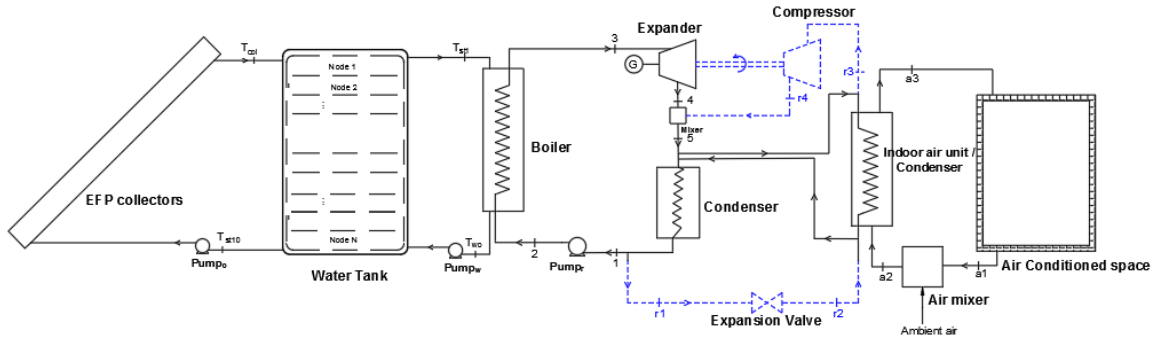 Compressor
Expander
T_col
T_st1
3
G
r3
a3
Node 1
Node 2
4
r4
Mixer
5
Boiler
Indoor air unit /
Condenser
EFP collectors
Condenser
T_st10
Node N
T_wo
2
1
a2
a1
Pump_o
Water Tank
Pump_w
Pump_r
Air Conditioned space
Air mixer
r1
r2
Expansion Valve
Ambient air